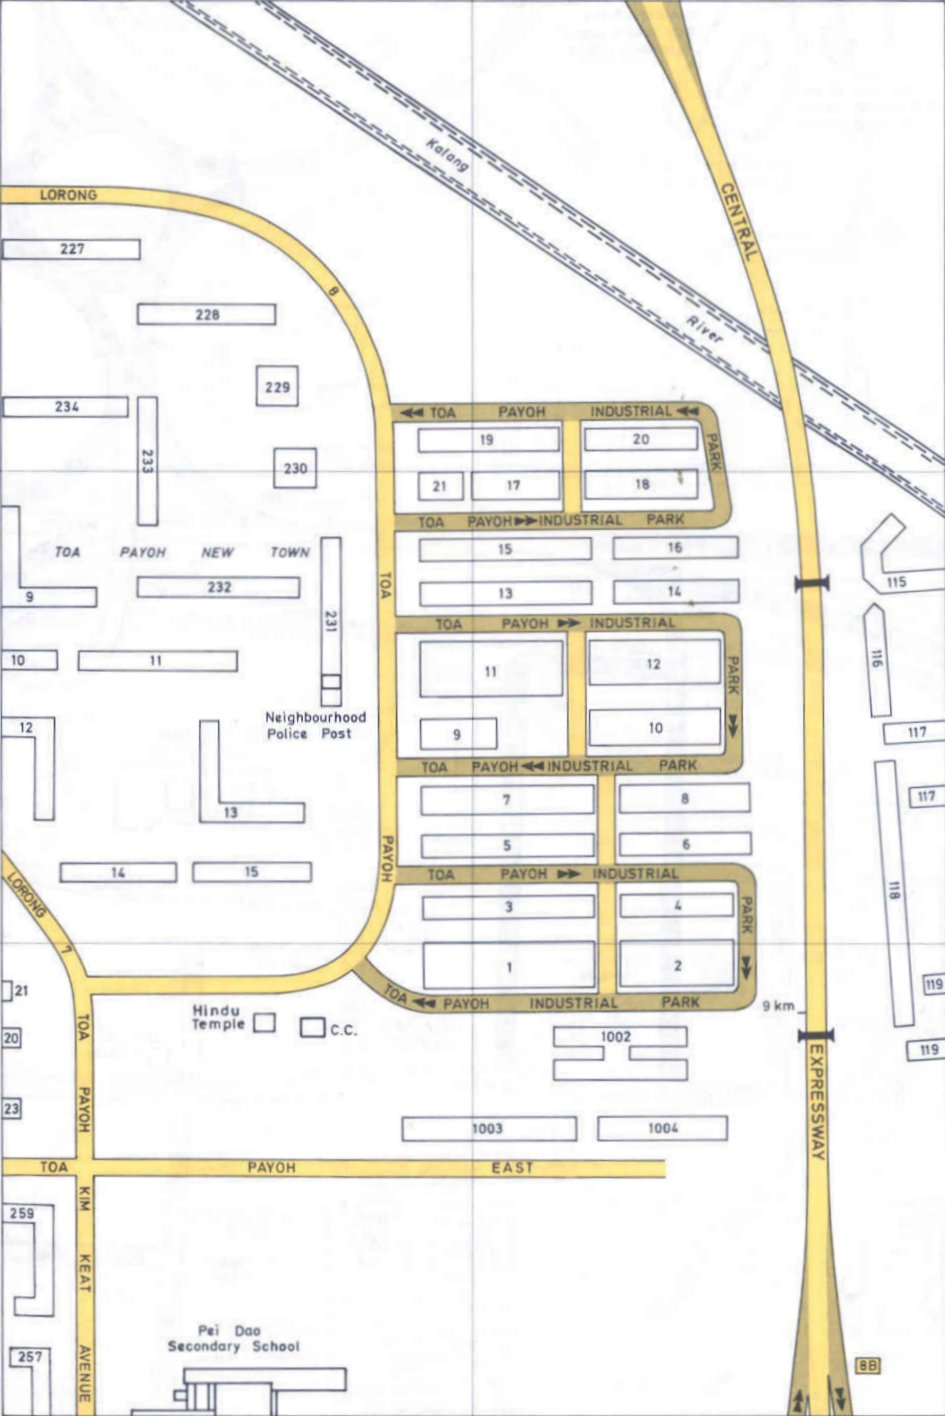 Kalang
River
CENTRAL
LORONG
8
227
228
229
234
233
230
TOA PAYOH INDUSTRIAL
PARK
19
20
21
17
18
TOA PAYOH INDUSTRIAL PARK
15
16
TOA PAYOH NEW TOWN
232
9
231
TOA
13
14
115
TOA PAYOH INDUSTRIAL
PARK
10
11
11
12
116
Neighbourhood
Police Post
12
9
10
117
TOA PAYOH INDUSTRIAL PARK
13
7
8
117
5
6
PAYOH
14
15
TOA PAYOH INDUSTRIAL
PARK
118
LORONG
7
3
4
1
2
21
TOA PAYOH INDUSTRIAL PARK
119
9 km
Hindu
Temple
C.C.
20
TOA
1002
119
EXPRESSWAY
23
PAYOH
1003
1004
TOA PAYOH EAST
KIM
259
KEAT
Pei Dao
Secondary School
257
AVENUE
8B